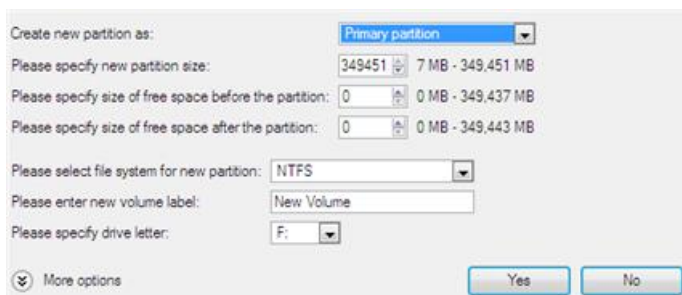 Create new partition as: Primary partition
Please specify new partition size: 349451 7 MB - 349,451 MB
Please specify size of free space before the partition: 0 0 MB - 349,437 MB
Please specify size of free space after the partition: 0 0 MB - 349,443 MB
Please select file system for new partition: NTFS
Please enter new volume label: New Volume
Please specify drive letter: F:
More options Yes No